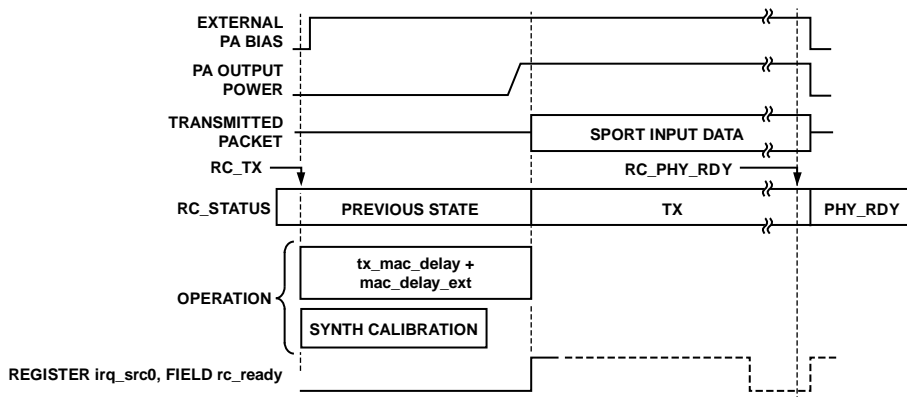 EXTERNAL
PA BIAS
PA OUTPUT
POWER
TRANSMITTED
PACKET
SPORT INPUT DATA
RC_TX
RC_PHY_RDY
RC_STATUS
PREVIOUS STATE
TX
PHY_RDY
OPERATION
tx_mac_delay +
mac_delay_ext
SYNTH CALIBRATION
REGISTER irq_src0, FIELD rc_ready